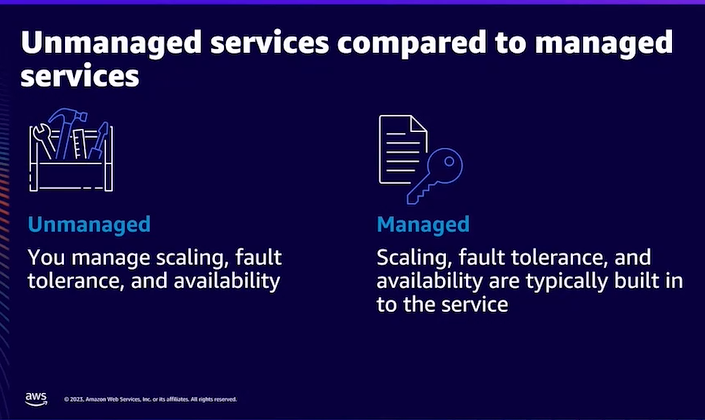 Unmanaged services compared to managed
services
Unmanaged
You manage scaling, fault
tolerance, and availability
Managed
Scaling, fault tolerance, and
availability are typically built in
to the service
aws
© 2023, Amazon Web Services, Inc. or its affiliates. All rights reserved.